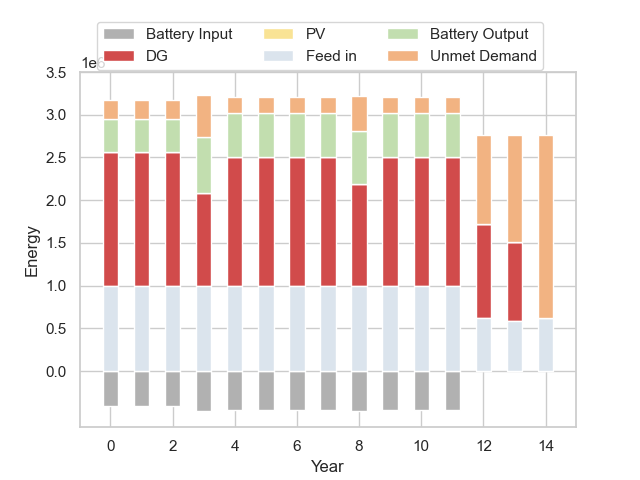 Battery Input PV Battery Output
DG Feed in Unmet Demand
1e6
3.5
3.0
2.5
2.0
1.5
1.0
0.5
0.0
Energy
0 2 4 6 8 10 12 14
Year